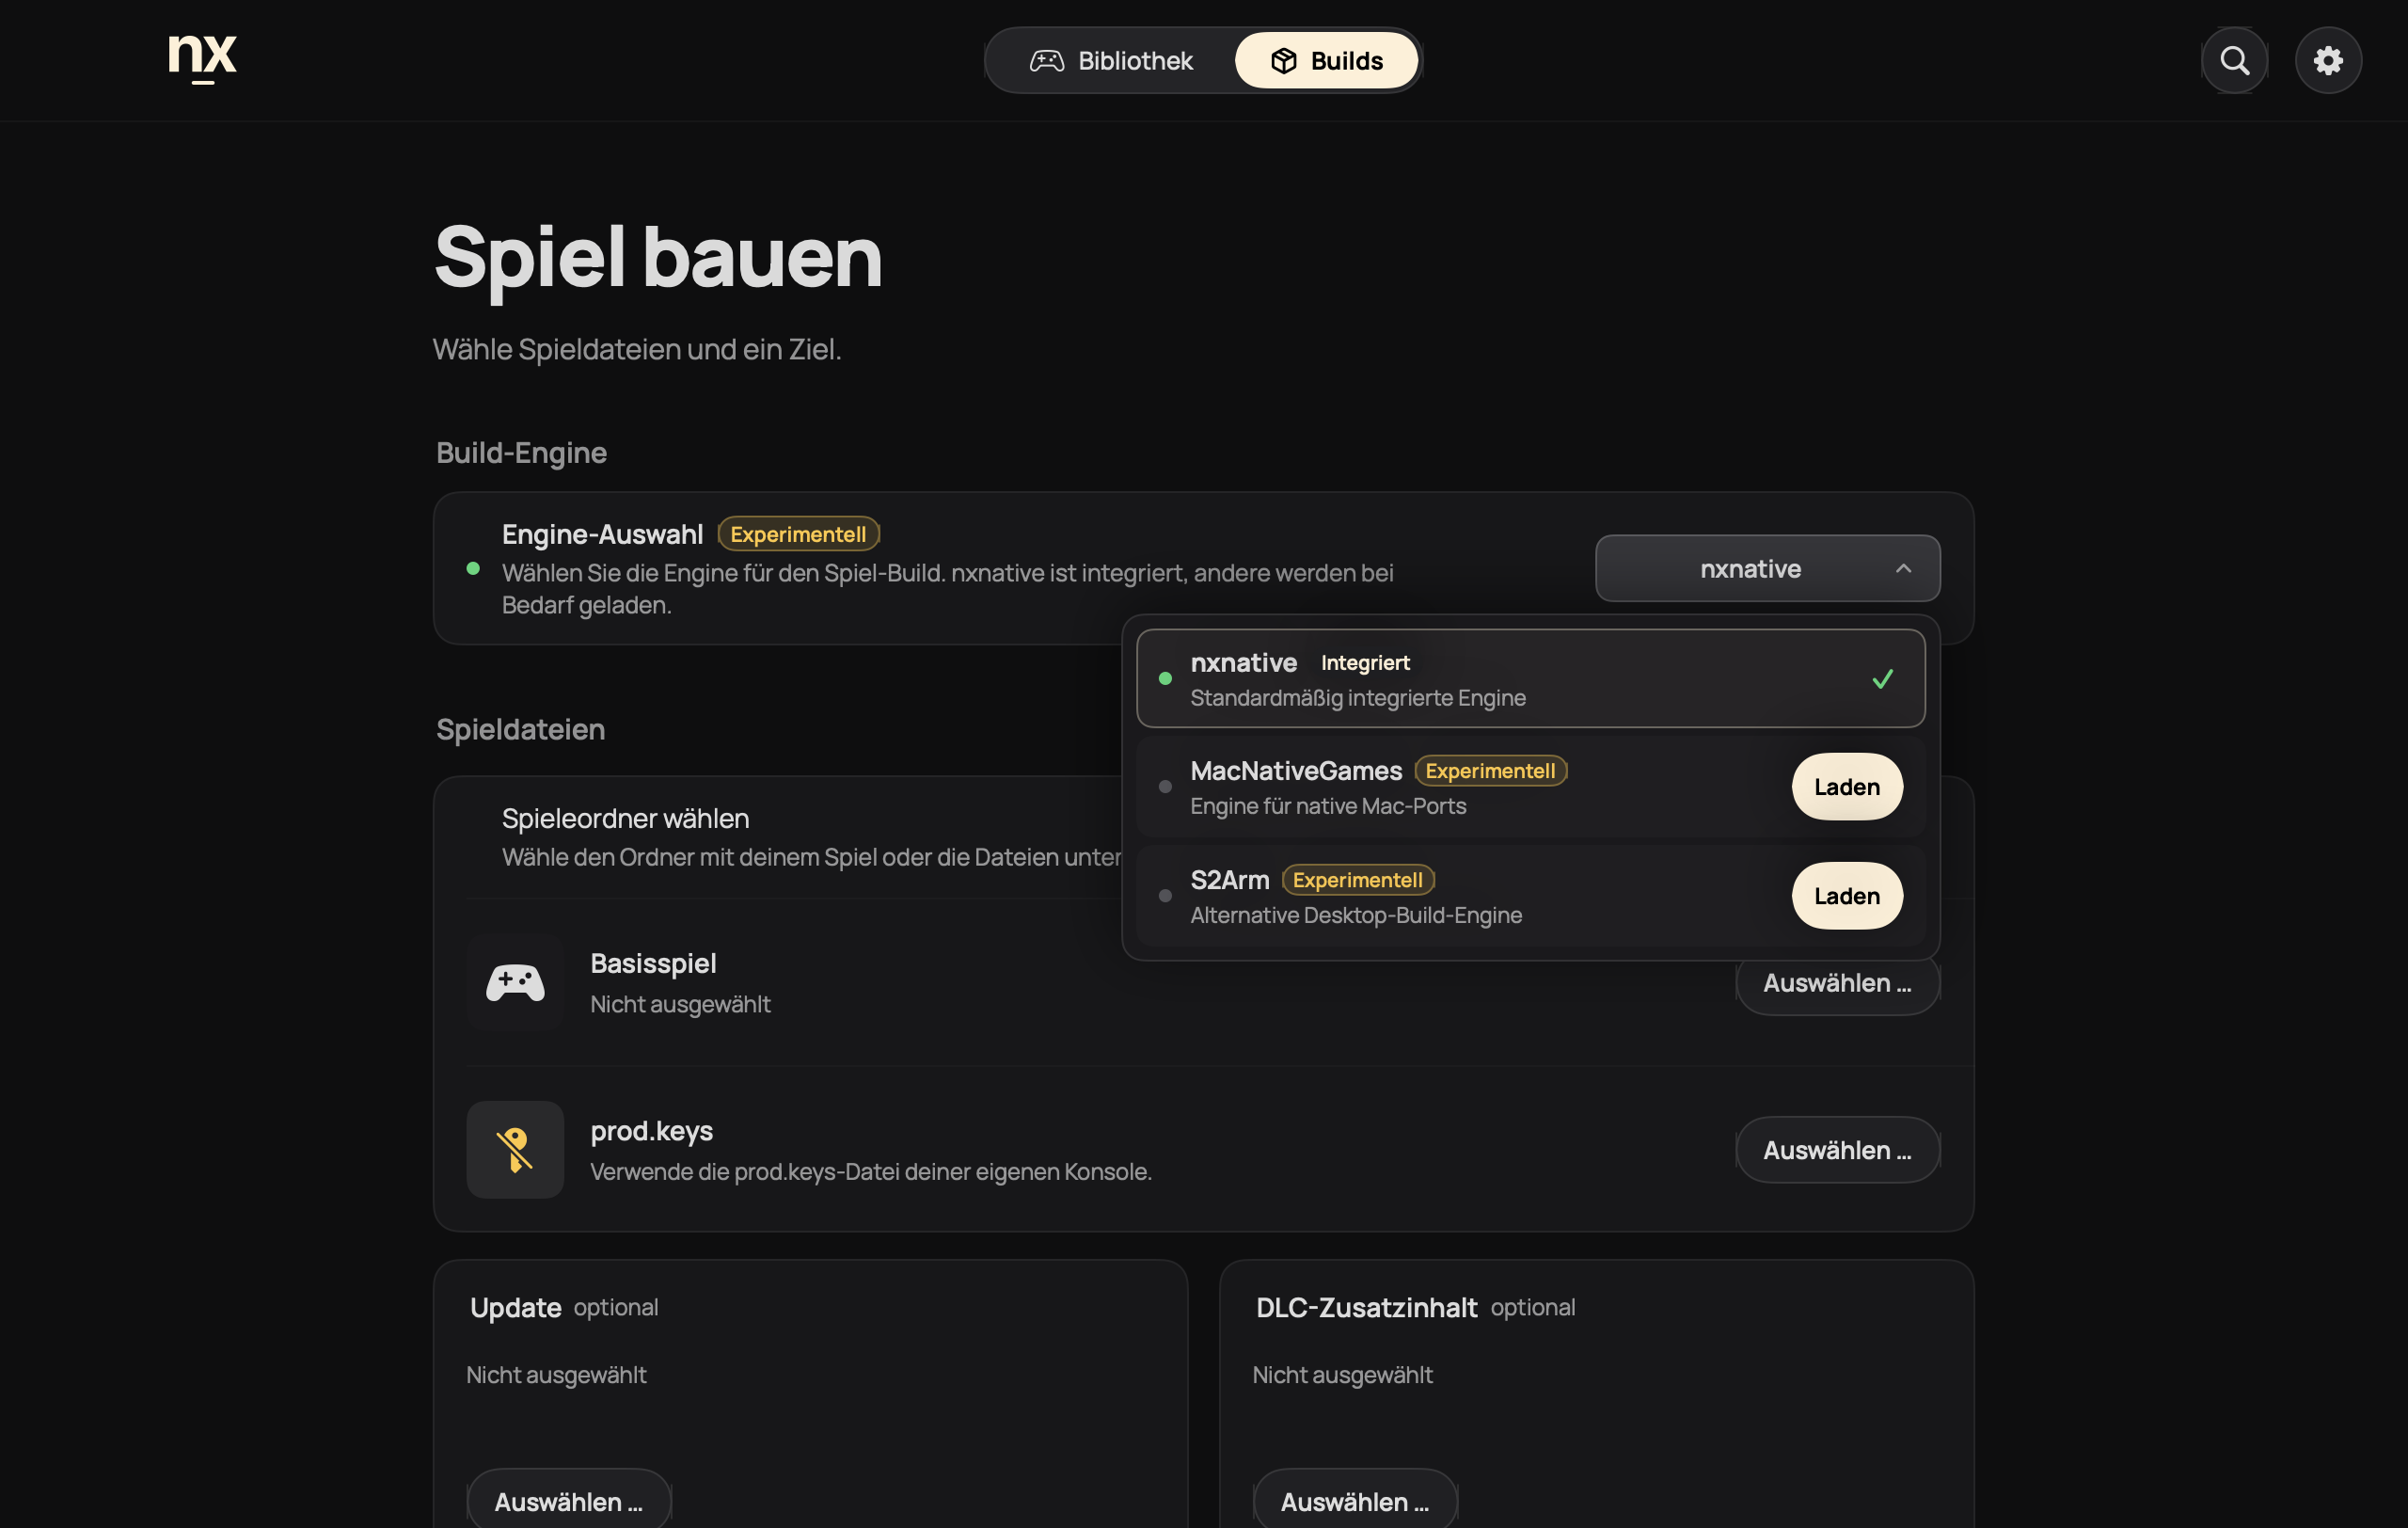 nx
Bibliothek
Builds
Spiel bauen
Wähle Spieldateien und ein Ziel.
Build-Engine
Engine-Auswahl Experimentell
Wählen Sie die Engine für den Spiel-Build. nxnative ist integriert, andere werden bei
Bedarf geladen.
nxnative
nxnative Integriert
Standardmäßig integrierte Engine
MacNativeGames Experimentell
Engine für native Mac-Ports
Laden
S2Arm Experimentell
Alternative Desktop-Build-Engine
Laden
Spieldateien
Spieleordner wählen
Wähle den Ordner mit deinem Spiel oder die Dateien unter
Basisspiel
Nicht ausgewählt
Auswählen ...
prod.keys
Verwende die prod.keys-Datei deiner eigenen Konsole.
Auswählen ...
Update optional
Nicht ausgewählt
Auswählen ...
DLC-Zusatzinhalt optional
Nicht ausgewählt
Auswählen ...